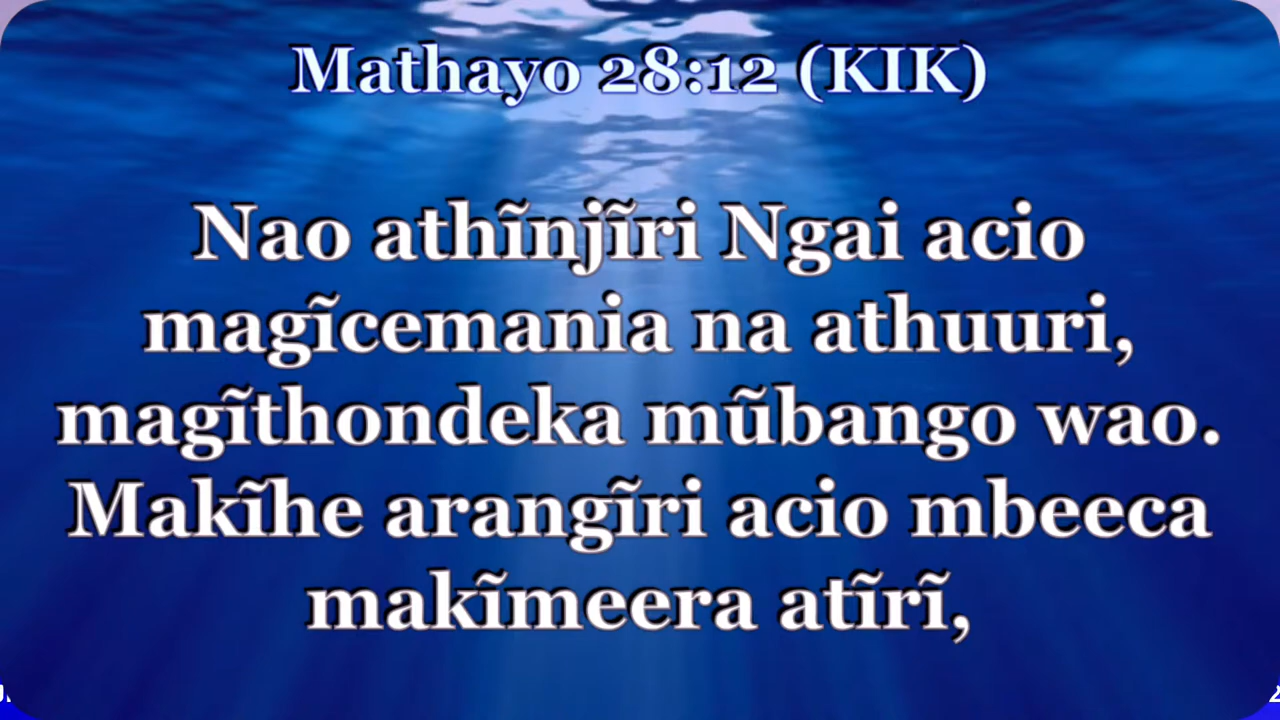 Mathayo 28:12 (KIK)
Nao athĩnjĩri Ngai acio
magĩcemania na athuuri,
magĩthondeka mũbango wao.
Makĩhe arangĩri acio mbeeca
makĩmeera atĩrĩ,